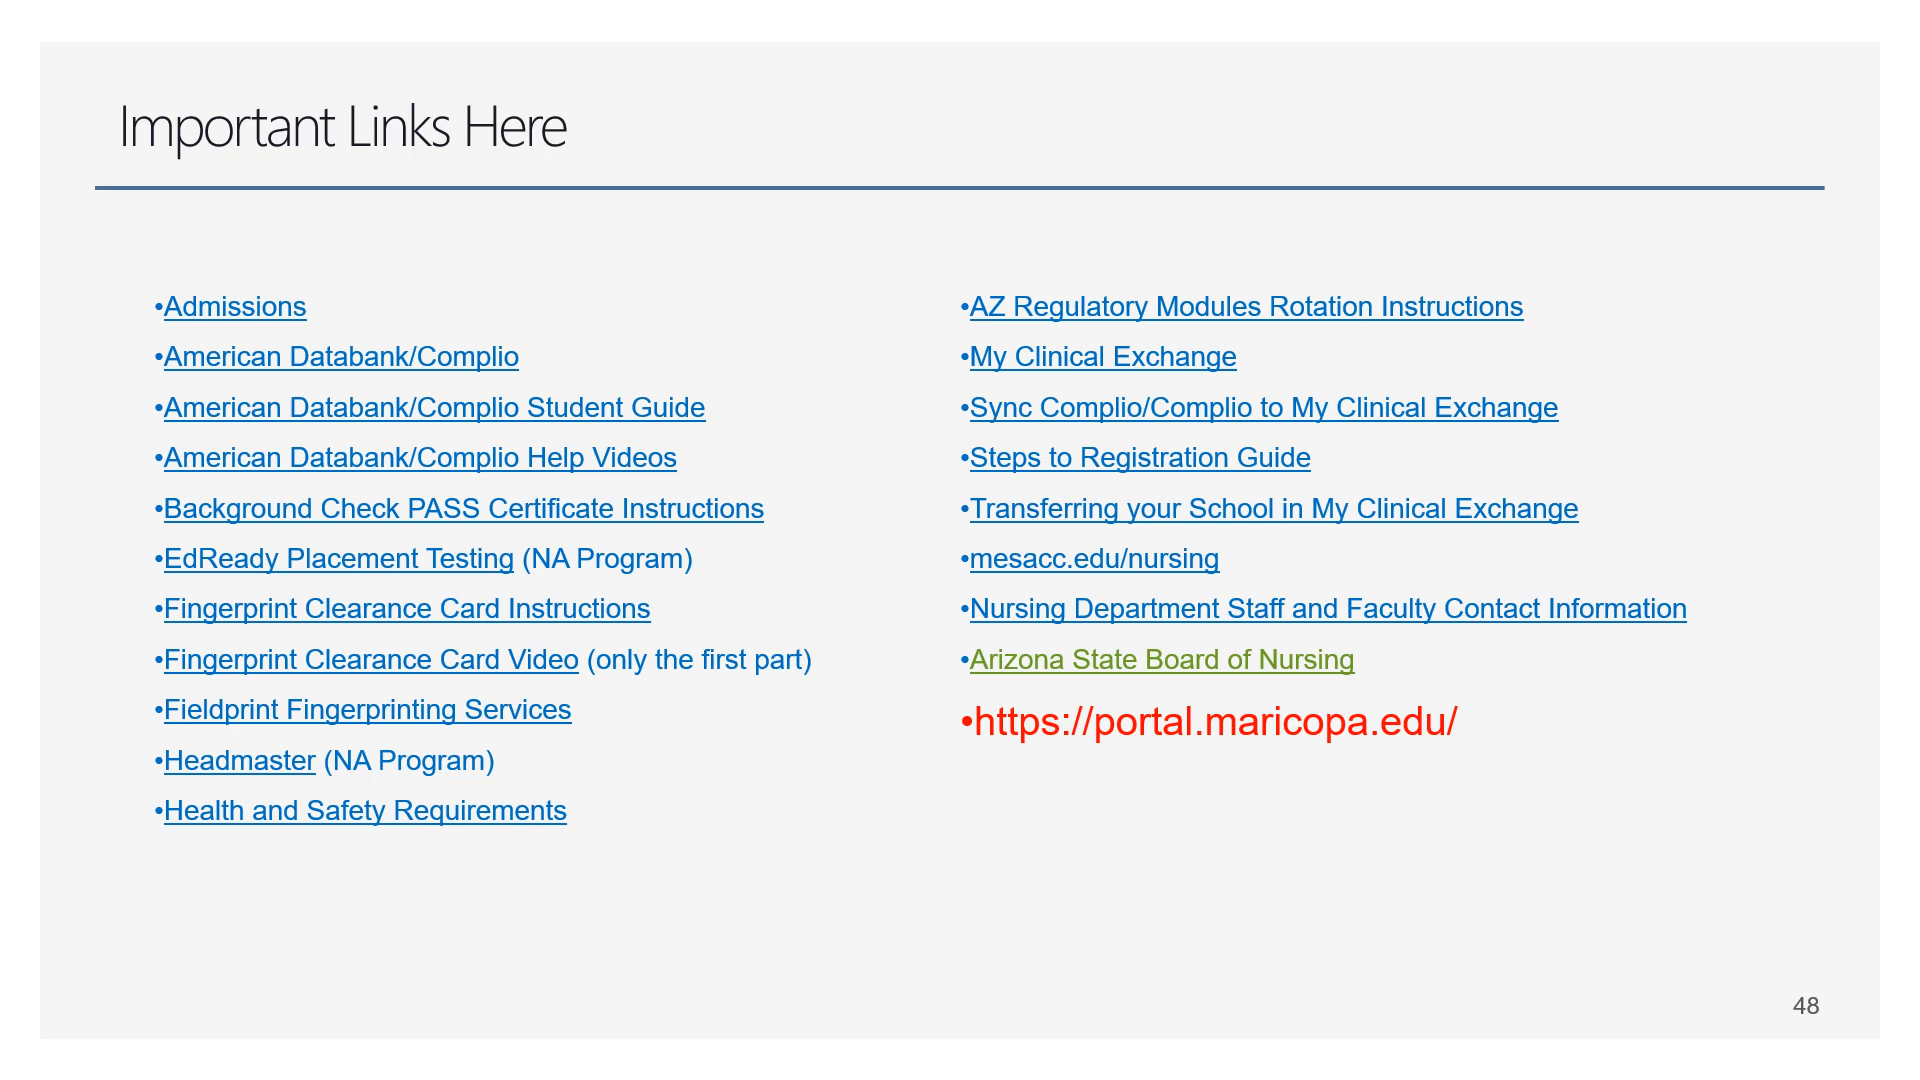 Important Links Here
•Admissions
•American Databank/Complio
•American Databank/Complio Student Guide
•American Databank/Complio Help Videos
•Background Check PASS Certificate Instructions
•EdReady Placement Testing (NA Program)
•Fingerprint Clearance Card Instructions
•Fingerprint Clearance Card Video (only the first part)
•Fieldprint Fingerprinting Services
•Headmaster (NA Program)
•Health and Safety Requirements
•AZ Regulatory Modules Rotation Instructions
•My Clinical Exchange
•Sync Complio/Complio to My Clinical Exchange
•Steps to Registration Guide
•Transferring your School in My Clinical Exchange
•mesacc.edu/nursing
•Nursing Department Staff and Faculty Contact Information
•Arizona State Board of Nursing
•https://portal.maricopa.edu/
48